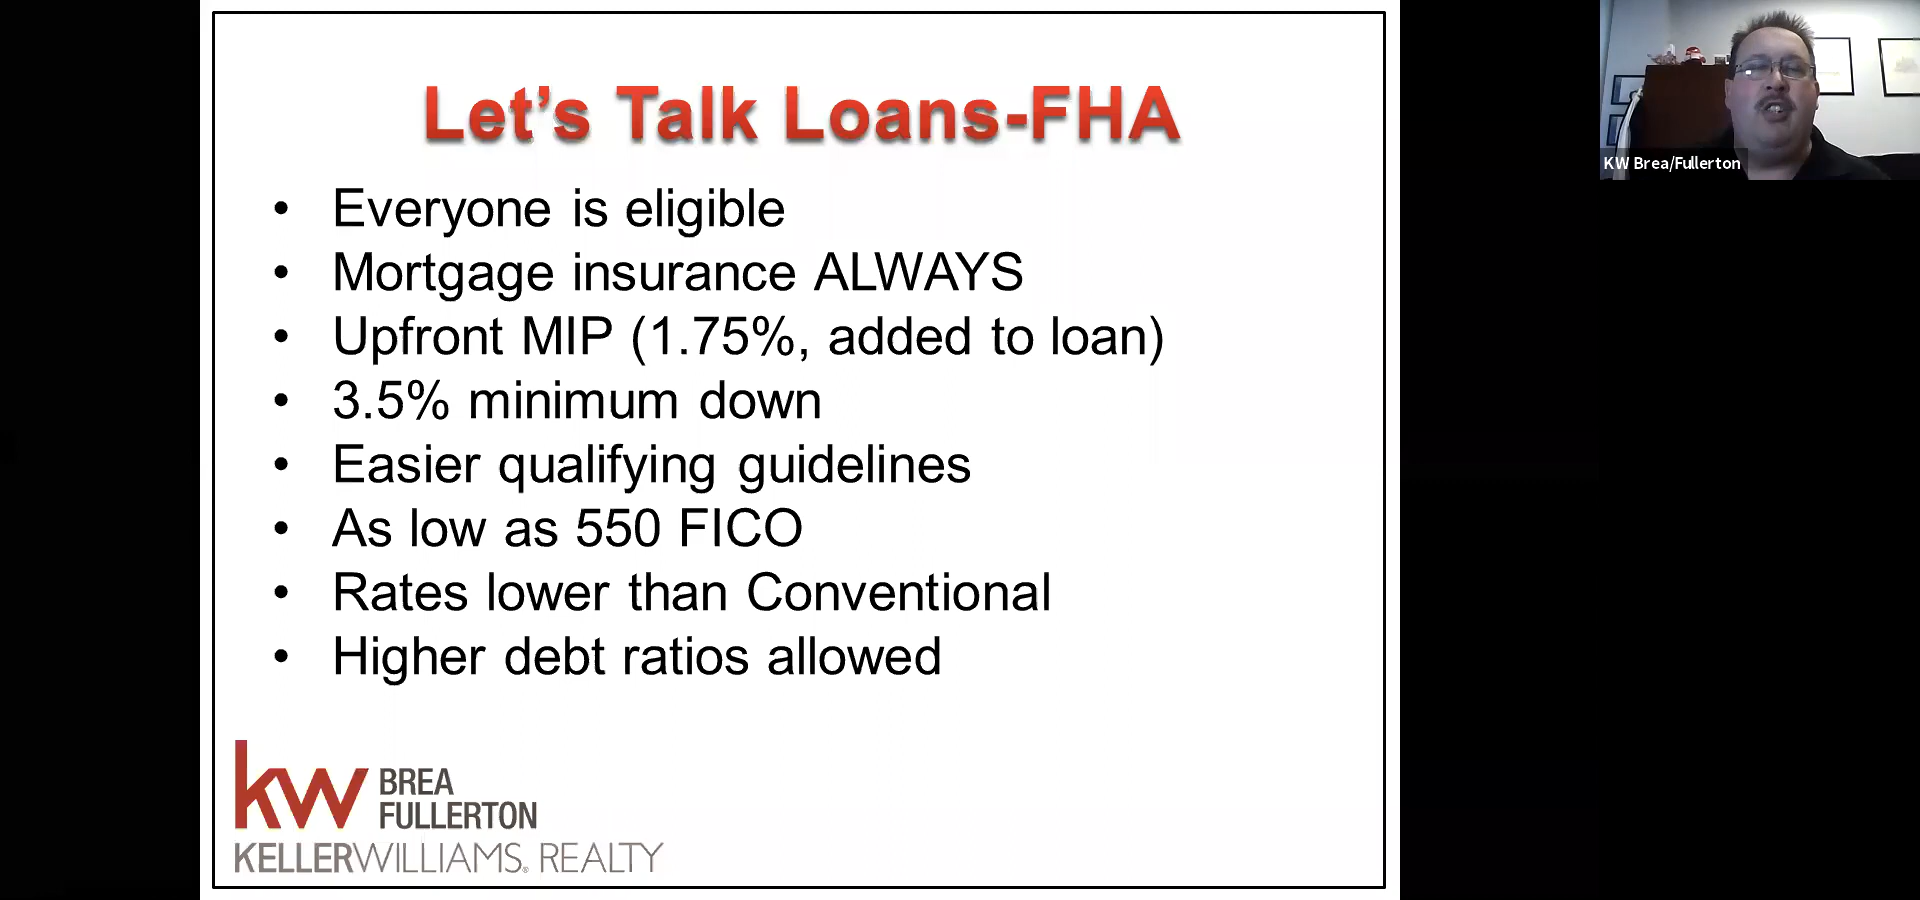 Let’s Talk Loans-FHA
• Everyone is eligible
• Mortgage insurance ALWAYS
• Upfront MIP (1.75%, added to loan)
• 3.5% minimum down
• Easier qualifying guidelines
• As low as 550 FICO
• Rates lower than Conventional
• Higher debt ratios allowed
kw BREA
FULLERTON
KELLERWILLIAMS. REALTY
KW Brea/Fullerton